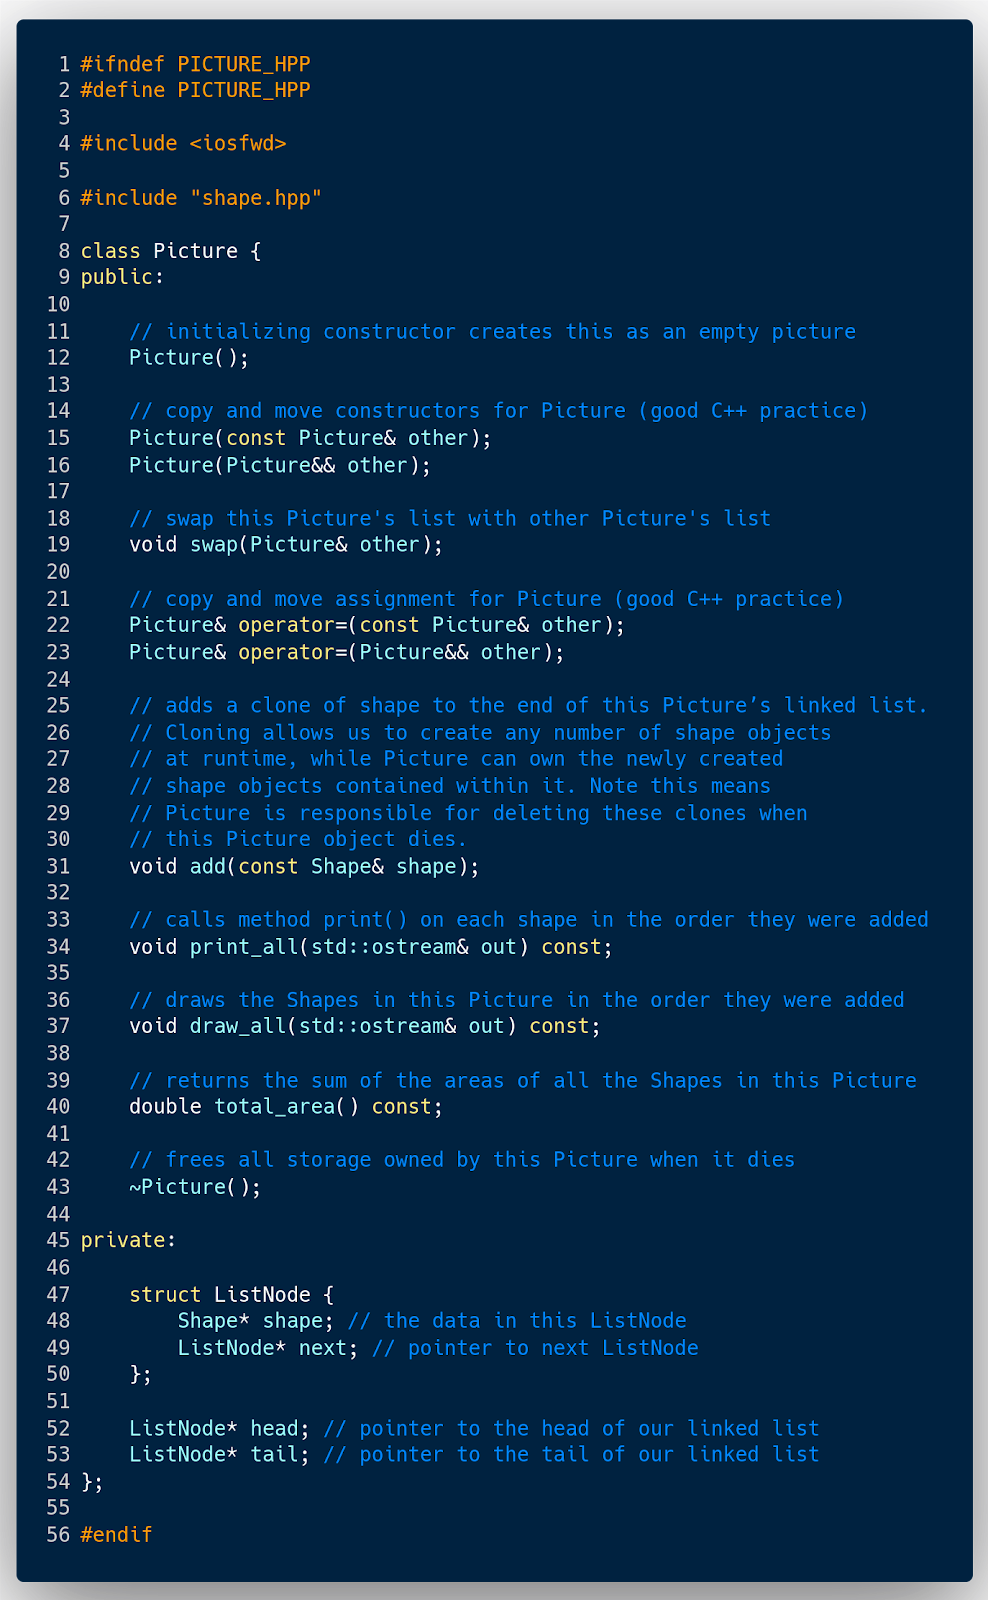 1 #ifndef PICTURE_HPP
2 #define PICTURE_HPP
3
4 #include <iosfwd>
5
6 #include "shape.hpp"
7
8 class Picture {
9 public:
10
11     // initializing constructor creates this as an empty picture
12     Picture();
13
14     // copy and move constructors for Picture (good C++ practice)
15     Picture(const Picture& other);
16     Picture(Picture&& other);
17
18     // swap this Picture's list with other Picture's list
19     void swap(Picture& other);
20
21     // copy and move assignment for Picture (good C++ practice)
22     Picture& operator=(const Picture& other);
23     Picture& operator=(Picture&& other);
24
25     // adds a clone of shape to the end of this Picture’s linked list.
26     // Cloning allows us to create any number of shape objects
27     // at runtime, while Picture can own the newly created
28     // shape objects contained within it. Note this means
29     // Picture is responsible for deleting these clones when
30     // this Picture object dies.
31     void add(const Shape& shape);
32
33     // calls method print() on each shape in the order they were added
34     void print_all(std::ostream& out) const;
35
36     // draws the Shapes in this Picture in the order they were added
37     void draw_all(std::ostream& out) const;
38
39     // returns the sum of the areas of all the Shapes in this Picture
40     double total_area() const;
41
42     // frees all storage owned by this Picture when it dies
43     ~Picture();
44
45 private:
46
47     struct ListNode {
48         Shape* shape; // the data in this ListNode
49         ListNode* next; // pointer to next ListNode
50     };
51
52     ListNode* head; // pointer to the head of our linked list
53     ListNode* tail; // pointer to the tail of our linked list
54 };
55
56 #endif